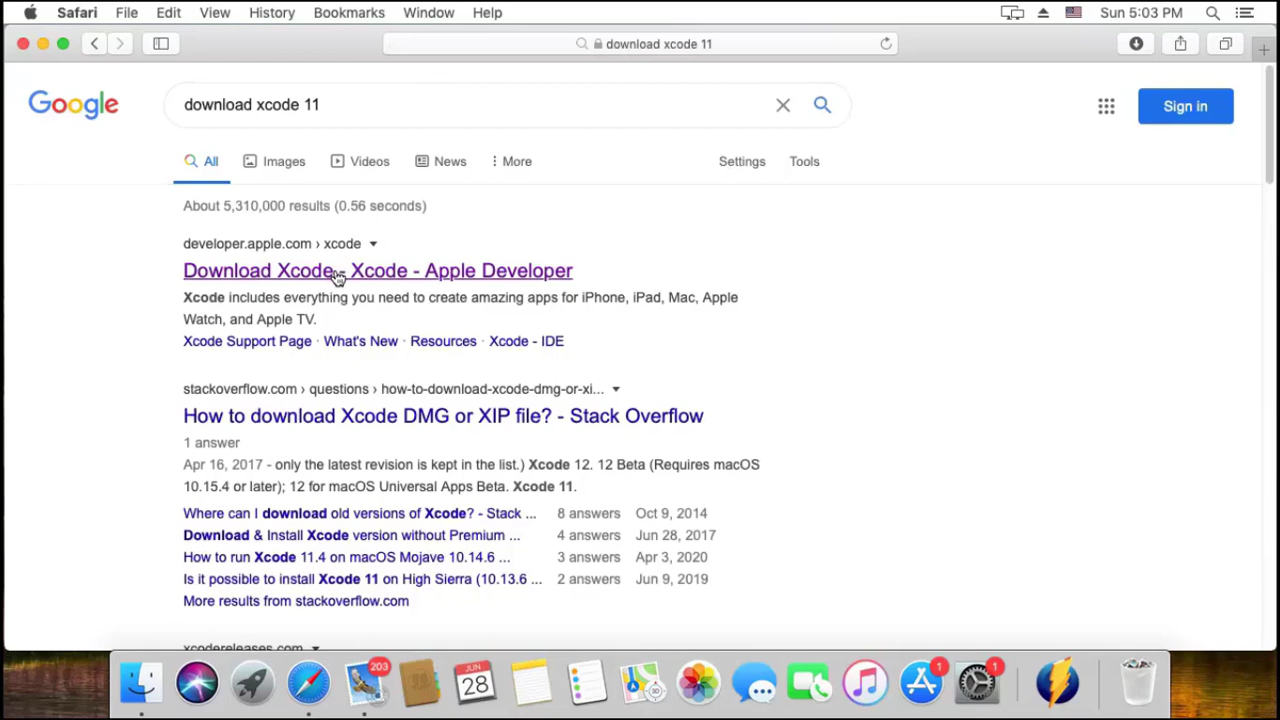 Safari File Edit View History Bookmarks Window Help Sun 5:03 PM
download xcode 11
Google download xcode 11 Sign in
All Images Videos News More Settings Tools
About 5,310,000 results (0.56 seconds)
developer.apple.com › xcode
Download Xcode - Xcode - Apple Developer
Xcode includes everything you need to create amazing apps for iPhone, iPad, Mac, Apple
Watch, and Apple TV.
Xcode Support Page · What's New · Resources · Xcode - IDE
stackoverflow.com › questions › how-to-download-xcode-dmg-or-xi...
How to download Xcode DMG or XIP file? - Stack Overflow
1 answer
Apr 16, 2017 - only the latest revision is kept in the list.) Xcode 12. 12 Beta (Requires macOS
10.15.4 or later); 12 for macOS Universal Apps Beta. Xcode 11.
Where can I download old versions of Xcode? - Stack ... 8 answers Oct 9, 2014
Download & Install Xcode version without Premium ... 4 answers Jun 28, 2017
How to run Xcode 11.4 on macOS Mojave 10.14.6 ... 3 answers Apr 3, 2020
Is it possible to install Xcode 11 on High Sierra (10.13.6 ... 2 answers Jun 9, 2019
More results from stackoverflow.com
xcodereleases.com
203 JUN 28 1 1